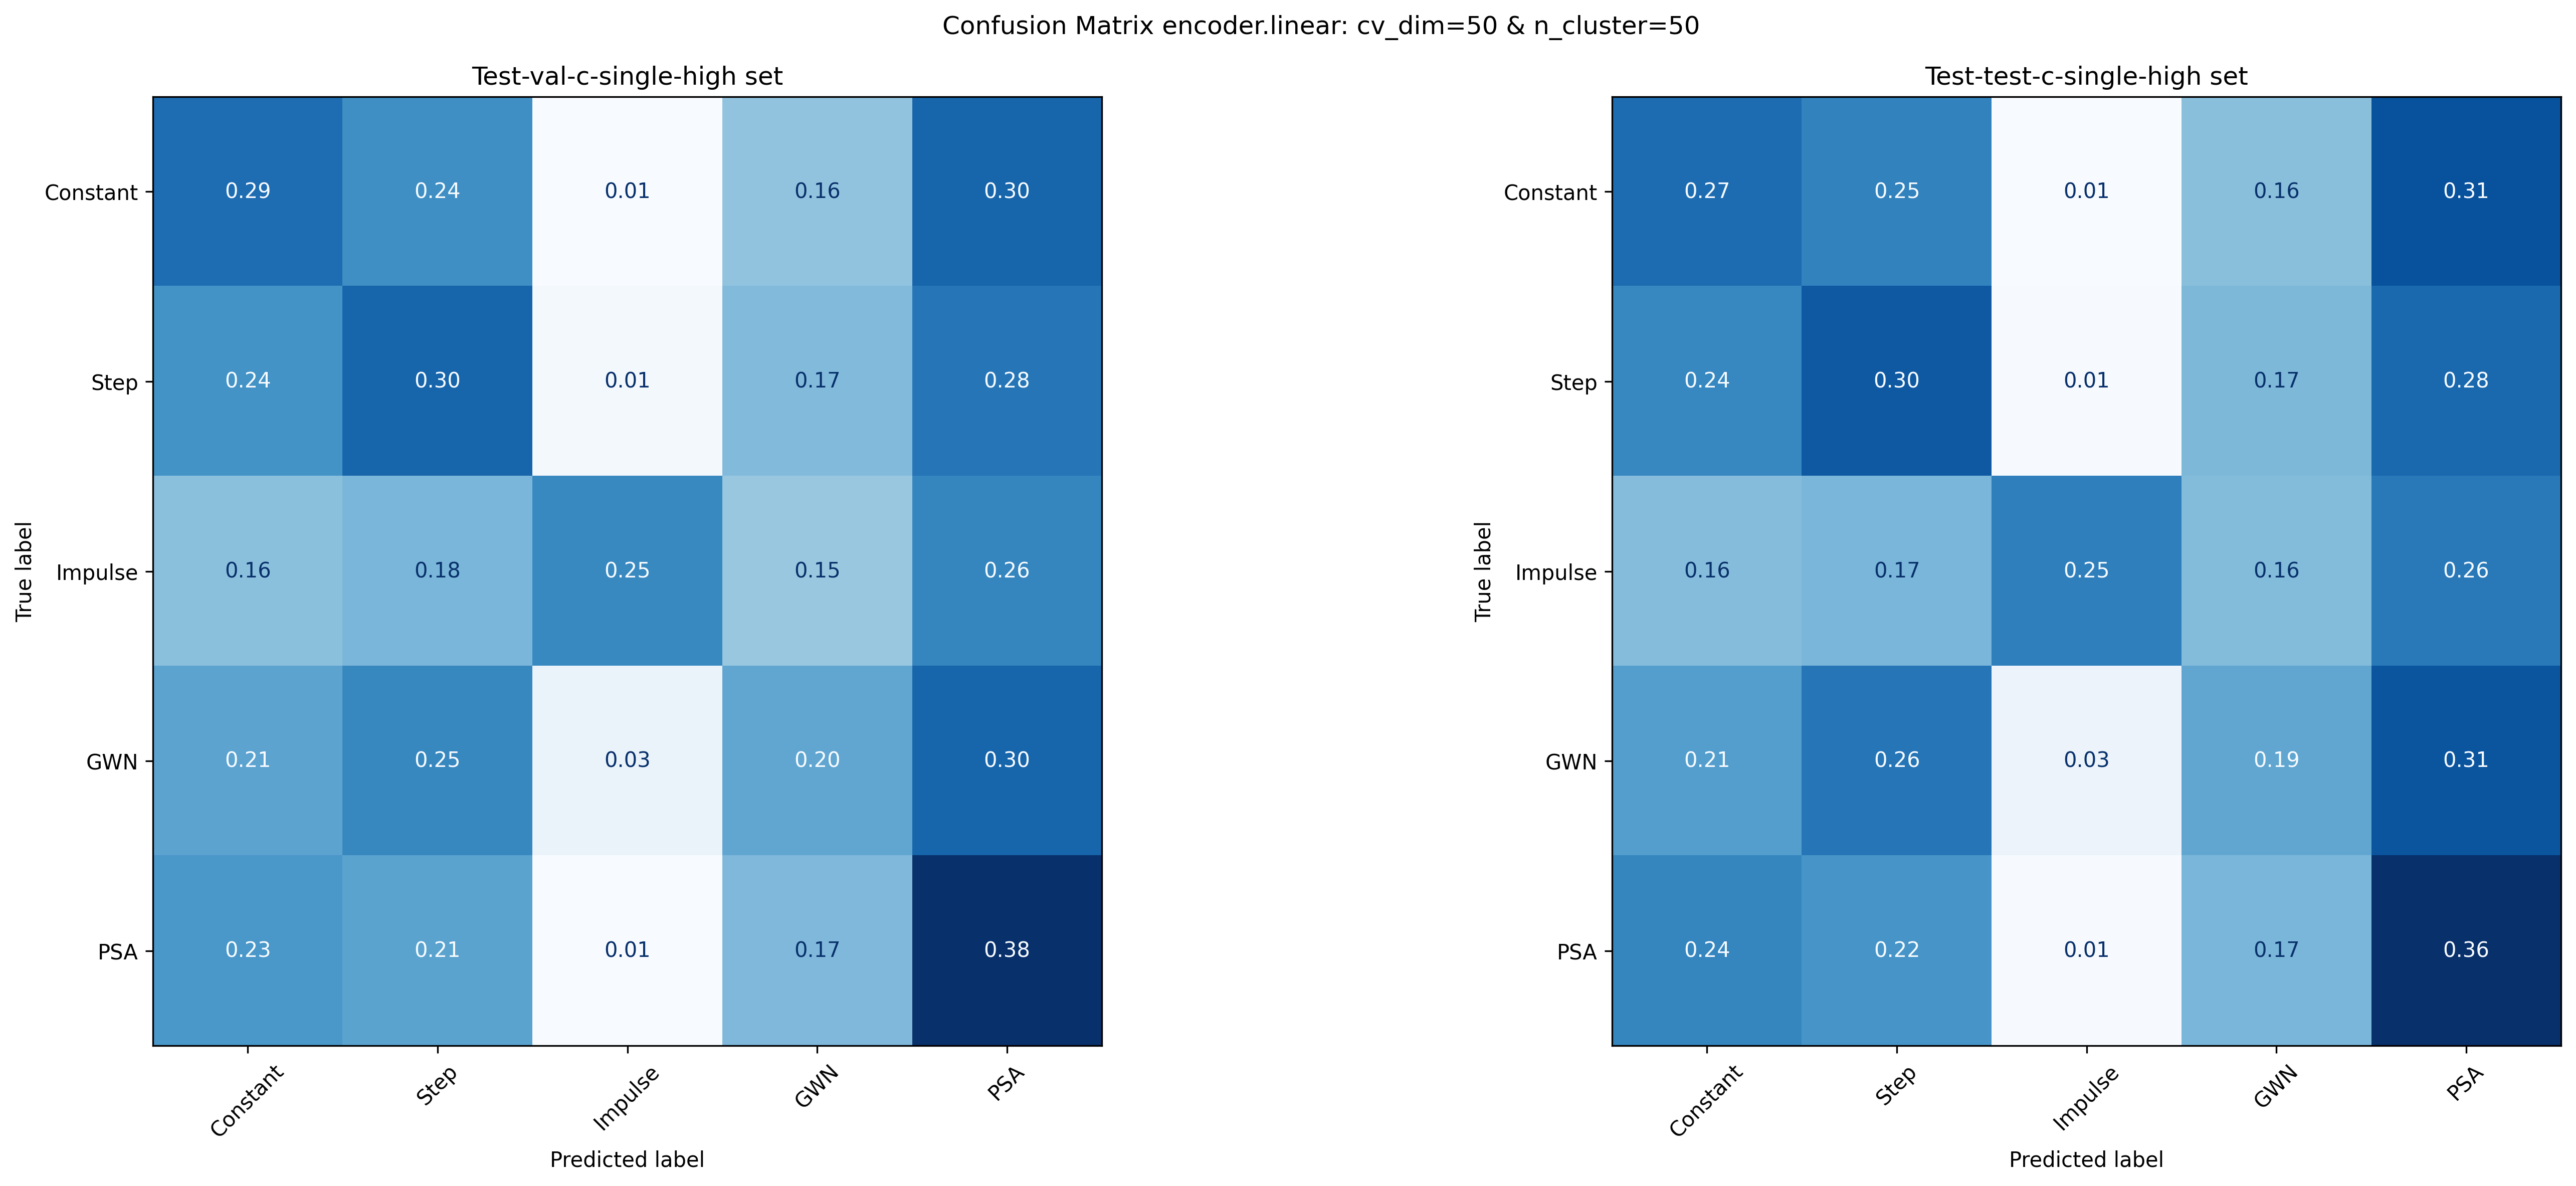 Confusion Matrix encoder.linear: cv_dim=50 & n_cluster=50
Test-val-c-single-high set
True label
Constant 0.29 0.24 0.01 0.16 0.30
Step 0.24 0.30 0.01 0.17 0.28
Impulse 0.16 0.18 0.25 0.15 0.26
GWN 0.21 0.25 0.03 0.20 0.30
PSA 0.23 0.21 0.01 0.17 0.38
Constant Step Impulse GWN PSA
Predicted label
Test-test-c-single-high set
True label
Constant 0.27 0.25 0.01 0.16 0.31
Step 0.24 0.30 0.01 0.17 0.28
Impulse 0.16 0.17 0.25 0.16 0.26
GWN 0.21 0.26 0.03 0.19 0.31
PSA 0.24 0.22 0.01 0.17 0.36
Constant Step Impulse GWN PSA
Predicted label